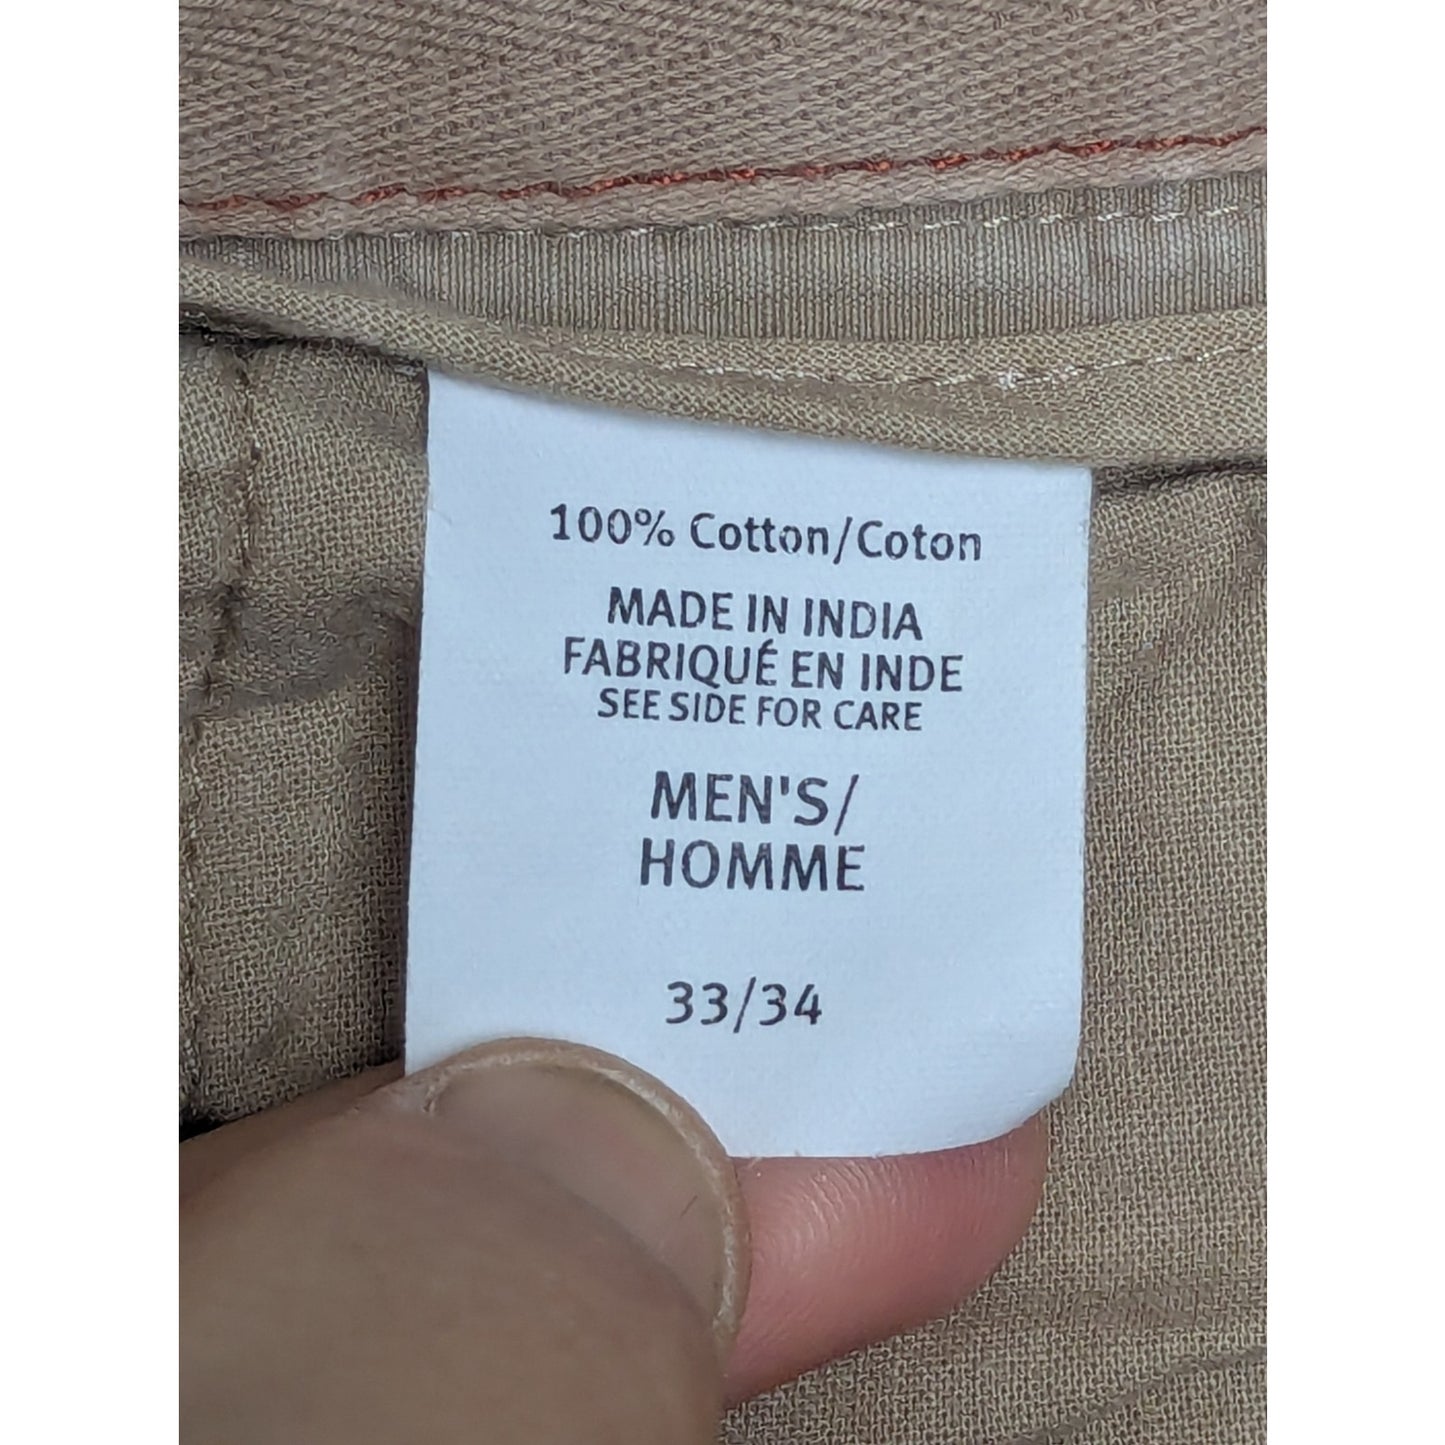 100% Cotton/Coton
MADE IN INDIA
FABRIQUÉ EN INDE
SEE SIDE FOR CARE
MEN'S/
HOMME
33/34